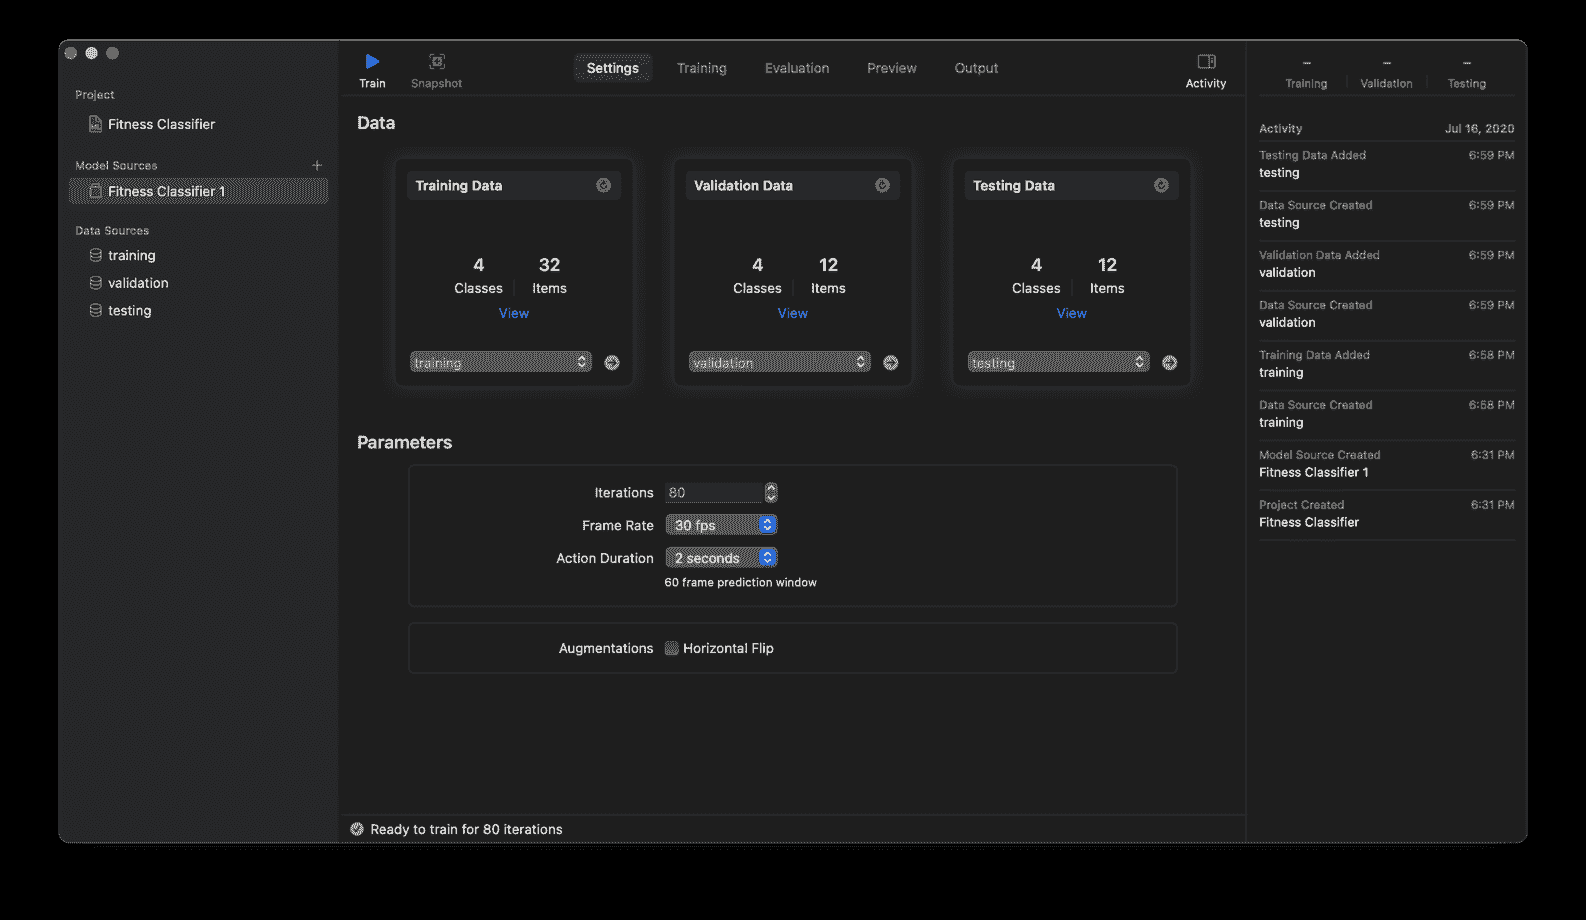 Project
Fitness Classifier
Model Sources
Fitness Classifier 1
Data Sources
training
validation
testing
Train
Snapshot
Settings
Training
Evaluation
Preview
Output
Activity
Data
Training Data
4
32
Classes
Items
View
training
Validation Data
4
12
Classes
Items
View
validation
Testing Data
4
12
Classes
Items
View
testing
Parameters
Iterations 80
Frame Rate 30 fps
Action Duration 2 seconds
60 frame prediction window
Augmentations Horizontal Flip
Ready to train for 80 iterations
-- -- --
Training Validation Testing
Activity Jul 16, 2020
Testing Data Added 6:59 PM
testing
Data Source Created 6:59 PM
testing
Validation Data Added 6:59 PM
validation
Data Source Created 6:59 PM
validation
Training Data Added 6:58 PM
training
Data Source Created 6:58 PM
training
Model Source Created 6:31 PM
Fitness Classifier 1
Project Created 6:31 PM
Fitness Classifier